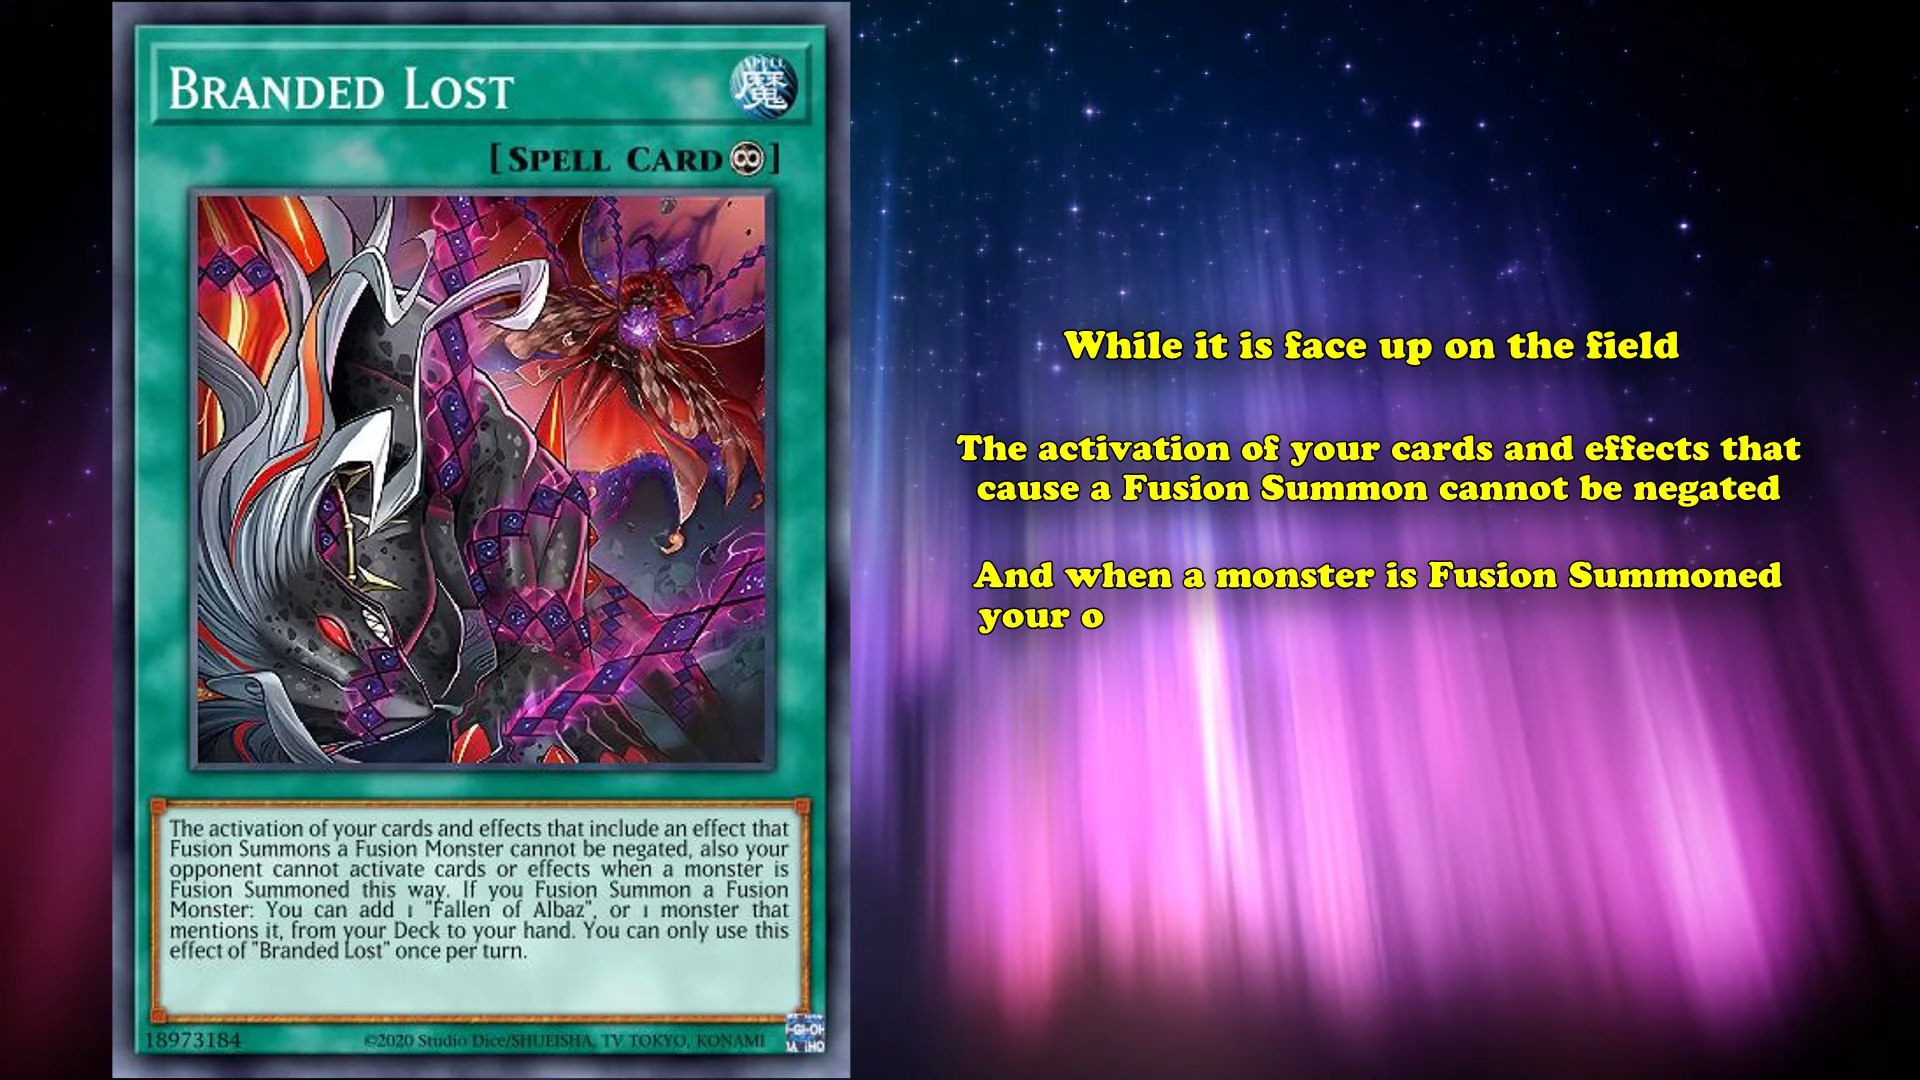 BRANDED LOST
SPELL
魔
[SPELL CARD]
The activation of your cards and effects that include an effect that
Fusion Summons a Fusion Monster cannot be negated, also your
opponent cannot activate cards or effects when a monster is
Fusion Summoned this way. If you Fusion Summon a Fusion
Monster: You can add 1 "Fallen of Albaz", or 1 monster that
mentions it, from your Deck to your hand. You can only use this
effect of "Branded Lost" once per turn.
18973184
©2020 Studio Dice/SHUEISHA, TV TOKYO, KONAMI
While it is face up on the field
The activation of your cards and effects that
cause a Fusion Summon cannot be negated
And when a monster is Fusion Summoned
your o